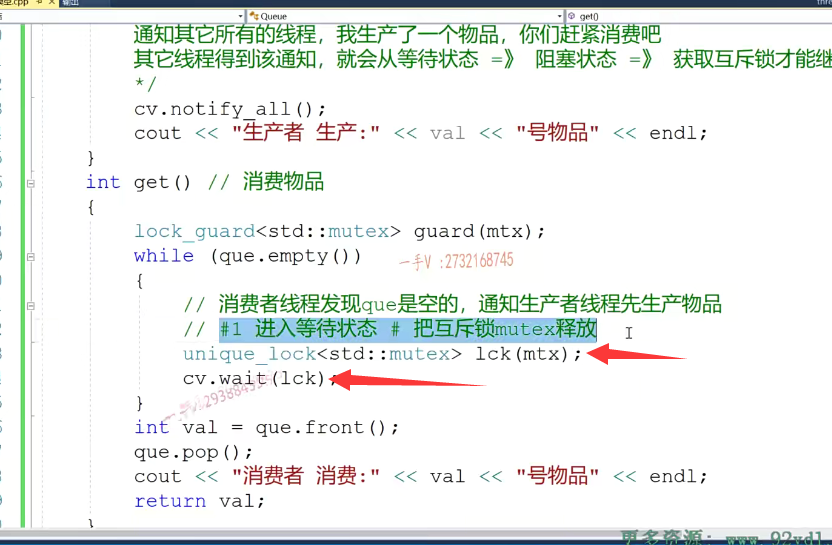 型.cpp 输出
Queue get()
通知其它所有的线程，我生产了一个物品，你们赶紧消费吧
其它线程得到该通知，就会从等待状态 =》 阻塞状态 =》 获取互斥锁才能继
*/
cv.notify_all();
cout << "生产者 生产:" << val << "号物品" << endl;
}
int get() // 消费物品
{
lock_guard<std::mutex> guard(mtx);
while (que.empty())
一手V :2732168745
{
// 消费者线程发现que是空的，通知生产者线程先生产物品
// #1 进入等待状态 # 把互斥锁mutex释放
unique_lock<std::mutex> lck(mtx);
cv.wait(lck);
}
int val = que.front();
que.pop();
cout << "消费者 消费:" << val << "号物品" << endl;
return val;
}
更多资源: